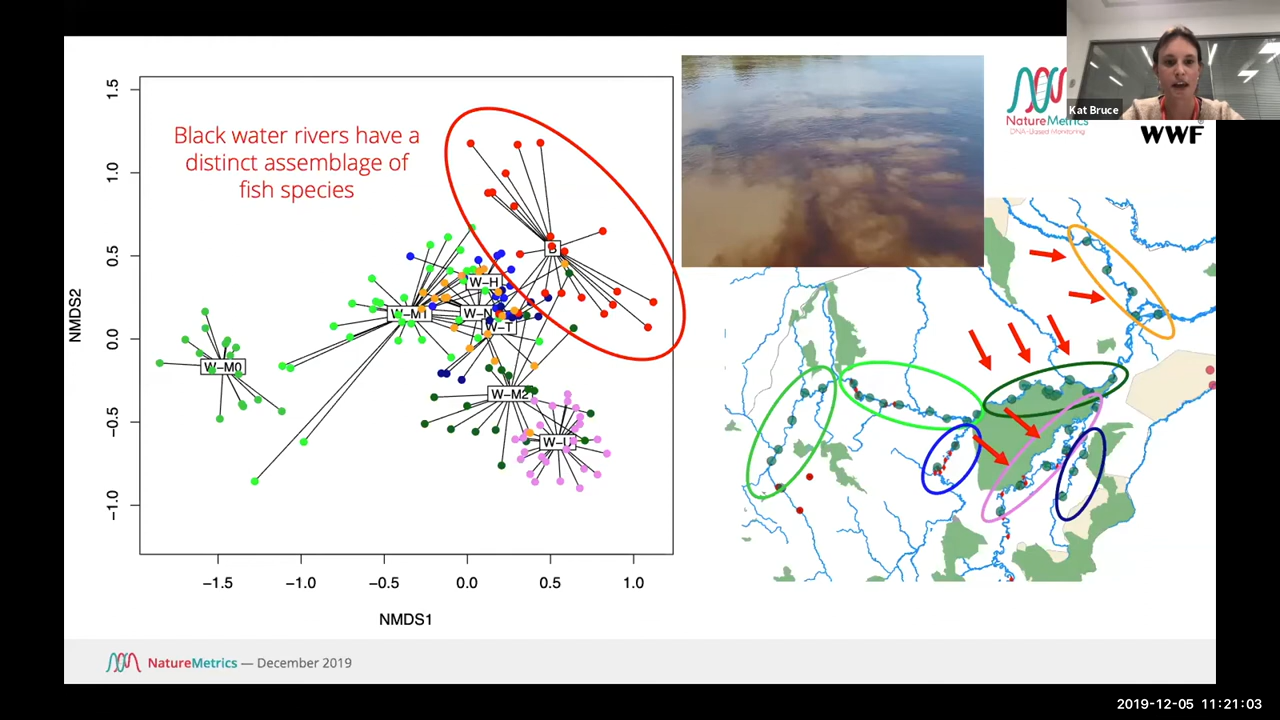 Black water rivers have a
distinct assemblage of
fish species
1.5
1.0
0.5
0.0
−0.5
−1.0
NMDS2
B
W−H
W−M1
W−N
W−T
W−M0
W−M2
−1.5
−1.0
−0.5
0.0
0.5
1.0
NMDS1
NatureMetrics
DNA-Based Monitoring
Kat Bruce
WWF
®
NatureMetrics — December 2019
2019-12-05 11:21:03